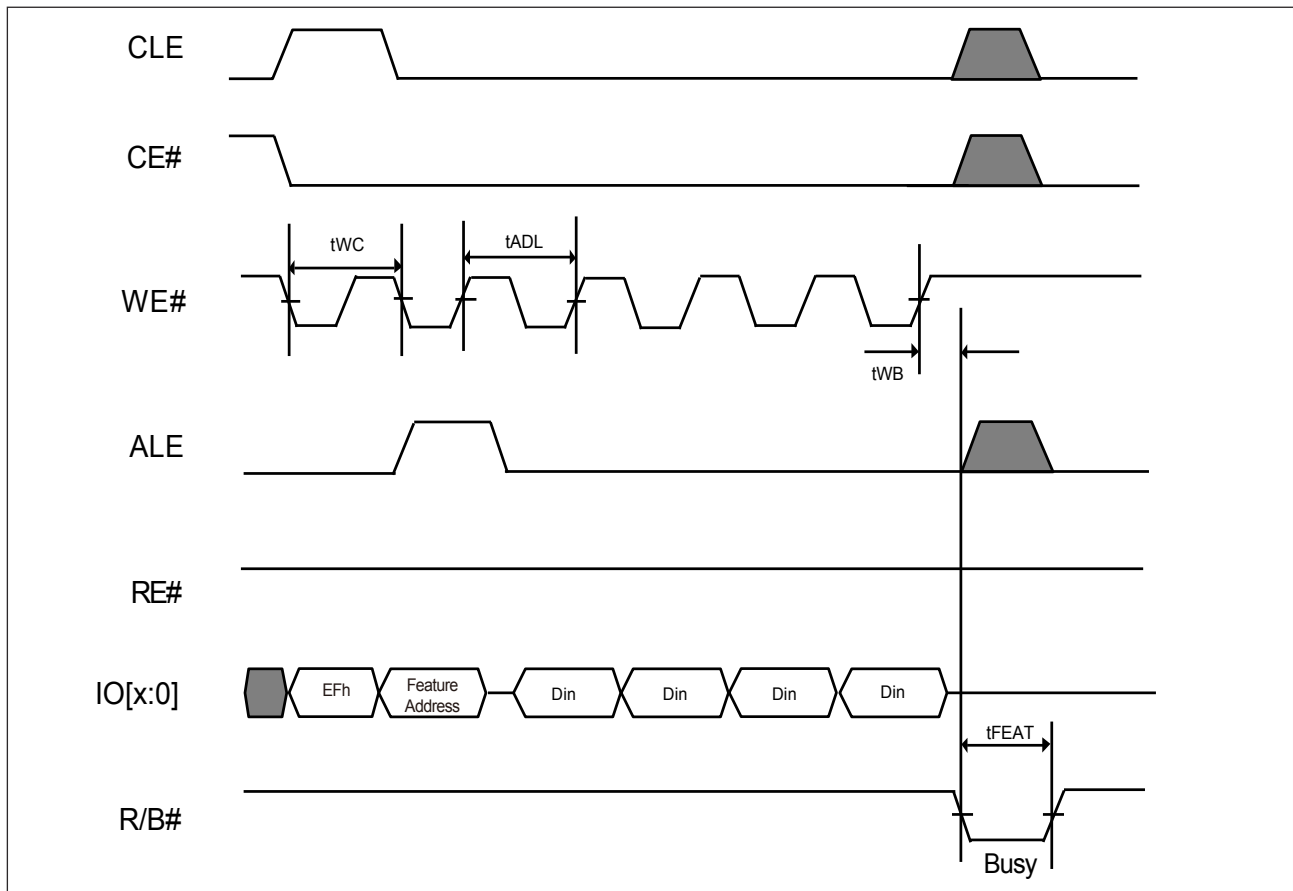 CLE
CE#
tWC
tADL
WE#
tWB
ALE
RE#
IO[x:0]
EFh
Feature
Address
Din
Din
Din
Din
tFEAT
R/B#
Busy